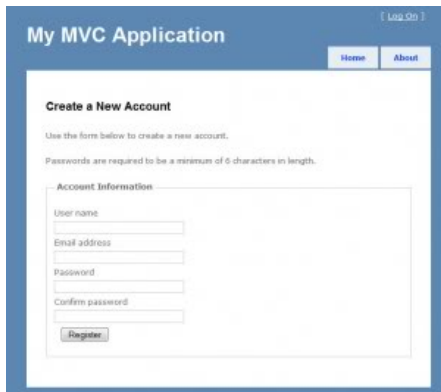 [ Log On ]
My MVC Application
Home About
Create a New Account
Use the form below to create a new account.
Passwords are required to be a minimum of 6 characters in length.
Account Information
User name
Email address
Password
Confirm password
Register